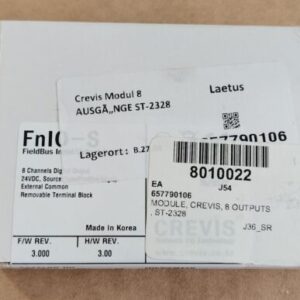 Crevis Modul 8
Laetus
AUSGÃ„NGE ST-2328
FnIO-S
FieldBus
657790106
Lagerort: B.27
8 Channels
24VDC, Source
External Common
Removable Terminal Block
Made in Korea
F/W REV.
H/W REV.
3.000
3.00
8010022
EA
J54
657790106
MODULE, CREVIS, 8 OUTPUTS
, ST-2328
J36_SR
CREVIS